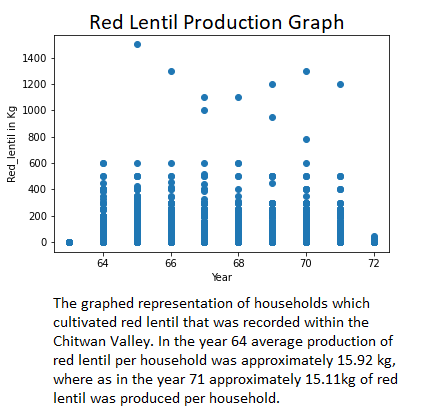 Red Lentil Production Graph
1400
1200
1000
800
600
400
200
0
Red_lentil in Kg
64
66
68
70
72
Year
The graphed representation of households which
cultivated red lentil that was recorded within the
Chitwan Valley. In the year 64 average production of
red lentil per household was approximately 15.92 kg,
where as in the year 71 approximately 15.11kg of red
lentil was produced per household.